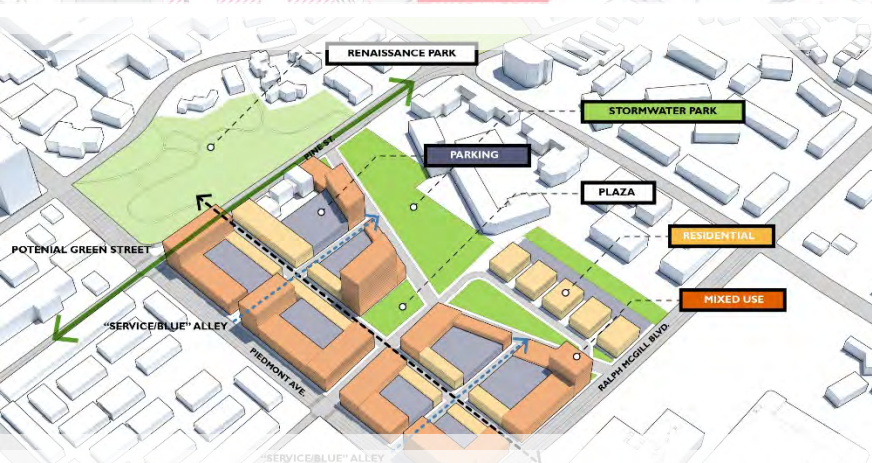 RENAISSANCE PARK
STORMWATER PARK
PINE ST.
PARKING
PLAZA
POTENIAL GREEN STREET
RESIDENTIAL
MIXED USE
"SERVICE/BLUE" ALLEY
PIEDMONT AVE.
RALPH MCGILL BLVD.
"SERVICE/BLUE" ALLEY